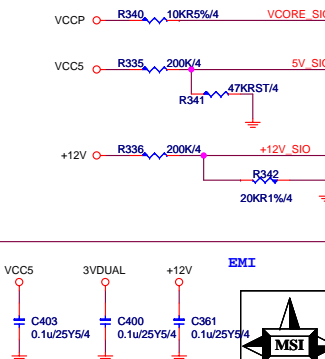 VCCP R340 10KR5%/4 VCORE_SIO
VCC5 R335 200K/4 5V_SIO
R341 47KRST/4
+12V R336 200K/4 +12V_SIO
R342
20KR1%/4
EMI
VCC5 3VDUAL +12V
C403 C400 C361
0.1u/25Y5/4 0.1u/25Y5/4 0.1u/25Y5/4
MSI